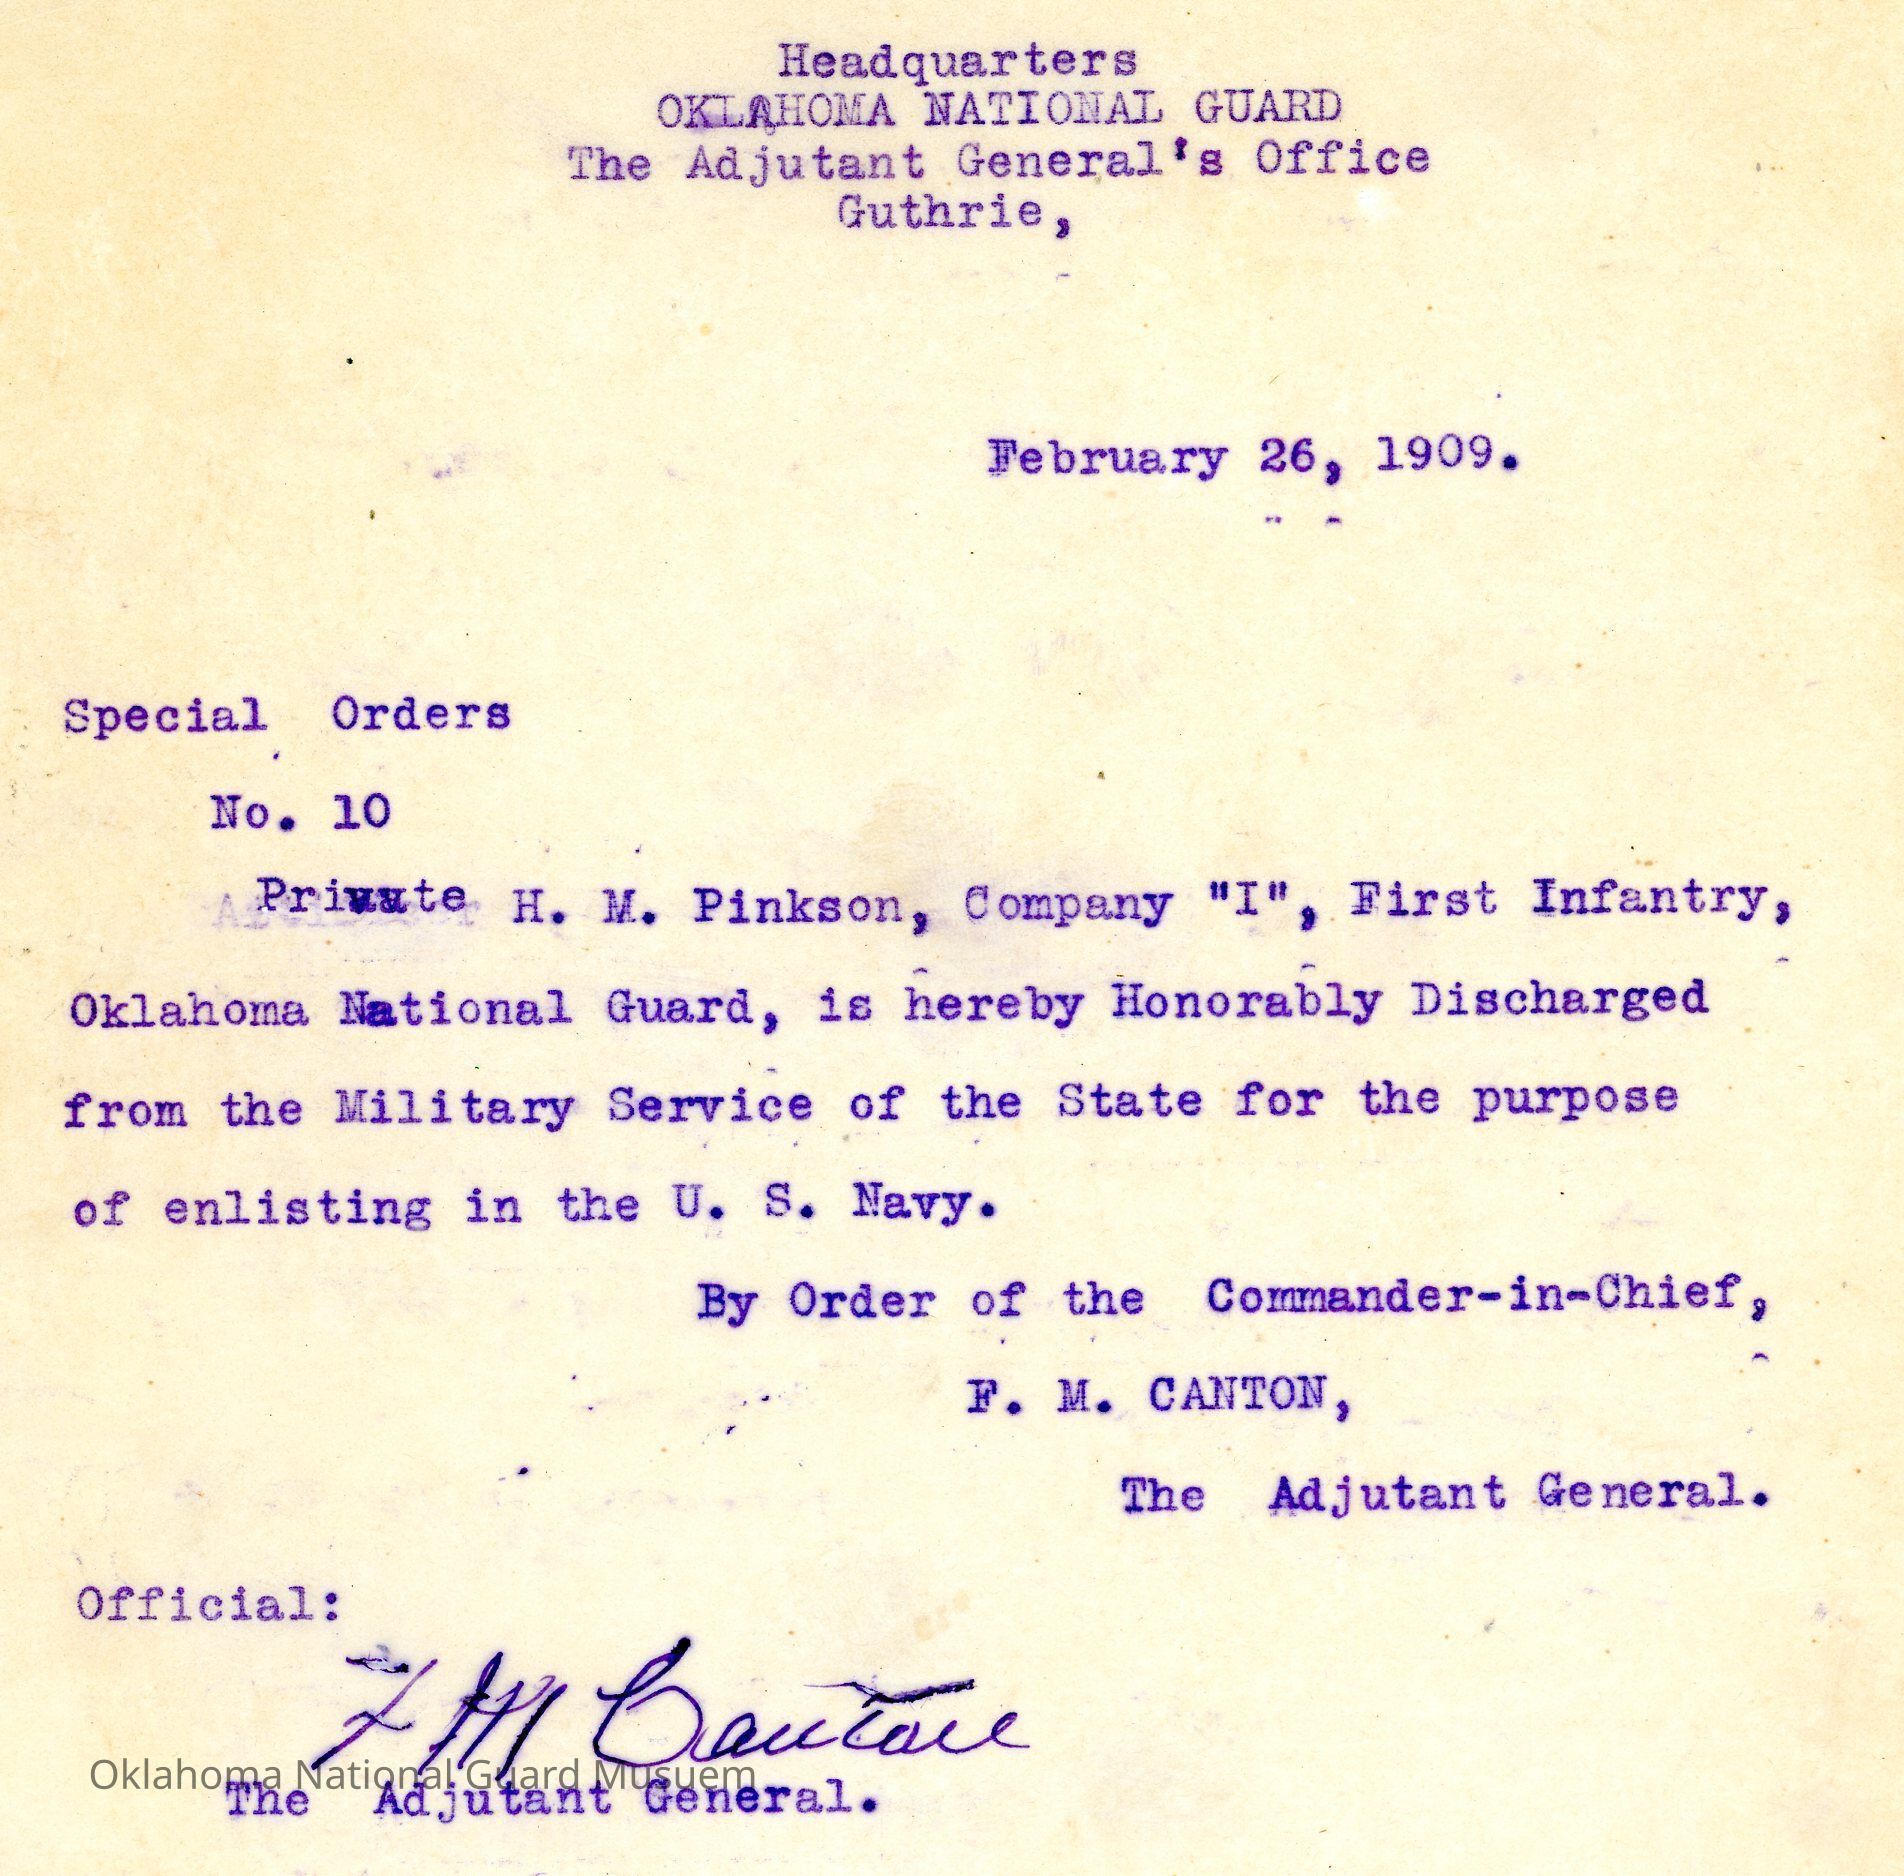 Headquarters
OKLAHOMA NATIONAL GUARD
The Adjutant General's Office
Guthrie,
February 26, 1909.
Special Orders
No. 10
Private H. M. Pinkson, Company "I", First Infantry,
Oklahoma National Guard, is hereby Honorably Discharged
from the Military Service of the State for the purpose
of enlisting in the U. S. Navy.
By Order of the Commander-in-Chief,
F. M. CANTON,
The Adjutant General.
Official:
F M Canton
Oklahoma National Guard Musuem
The Adjutant General.